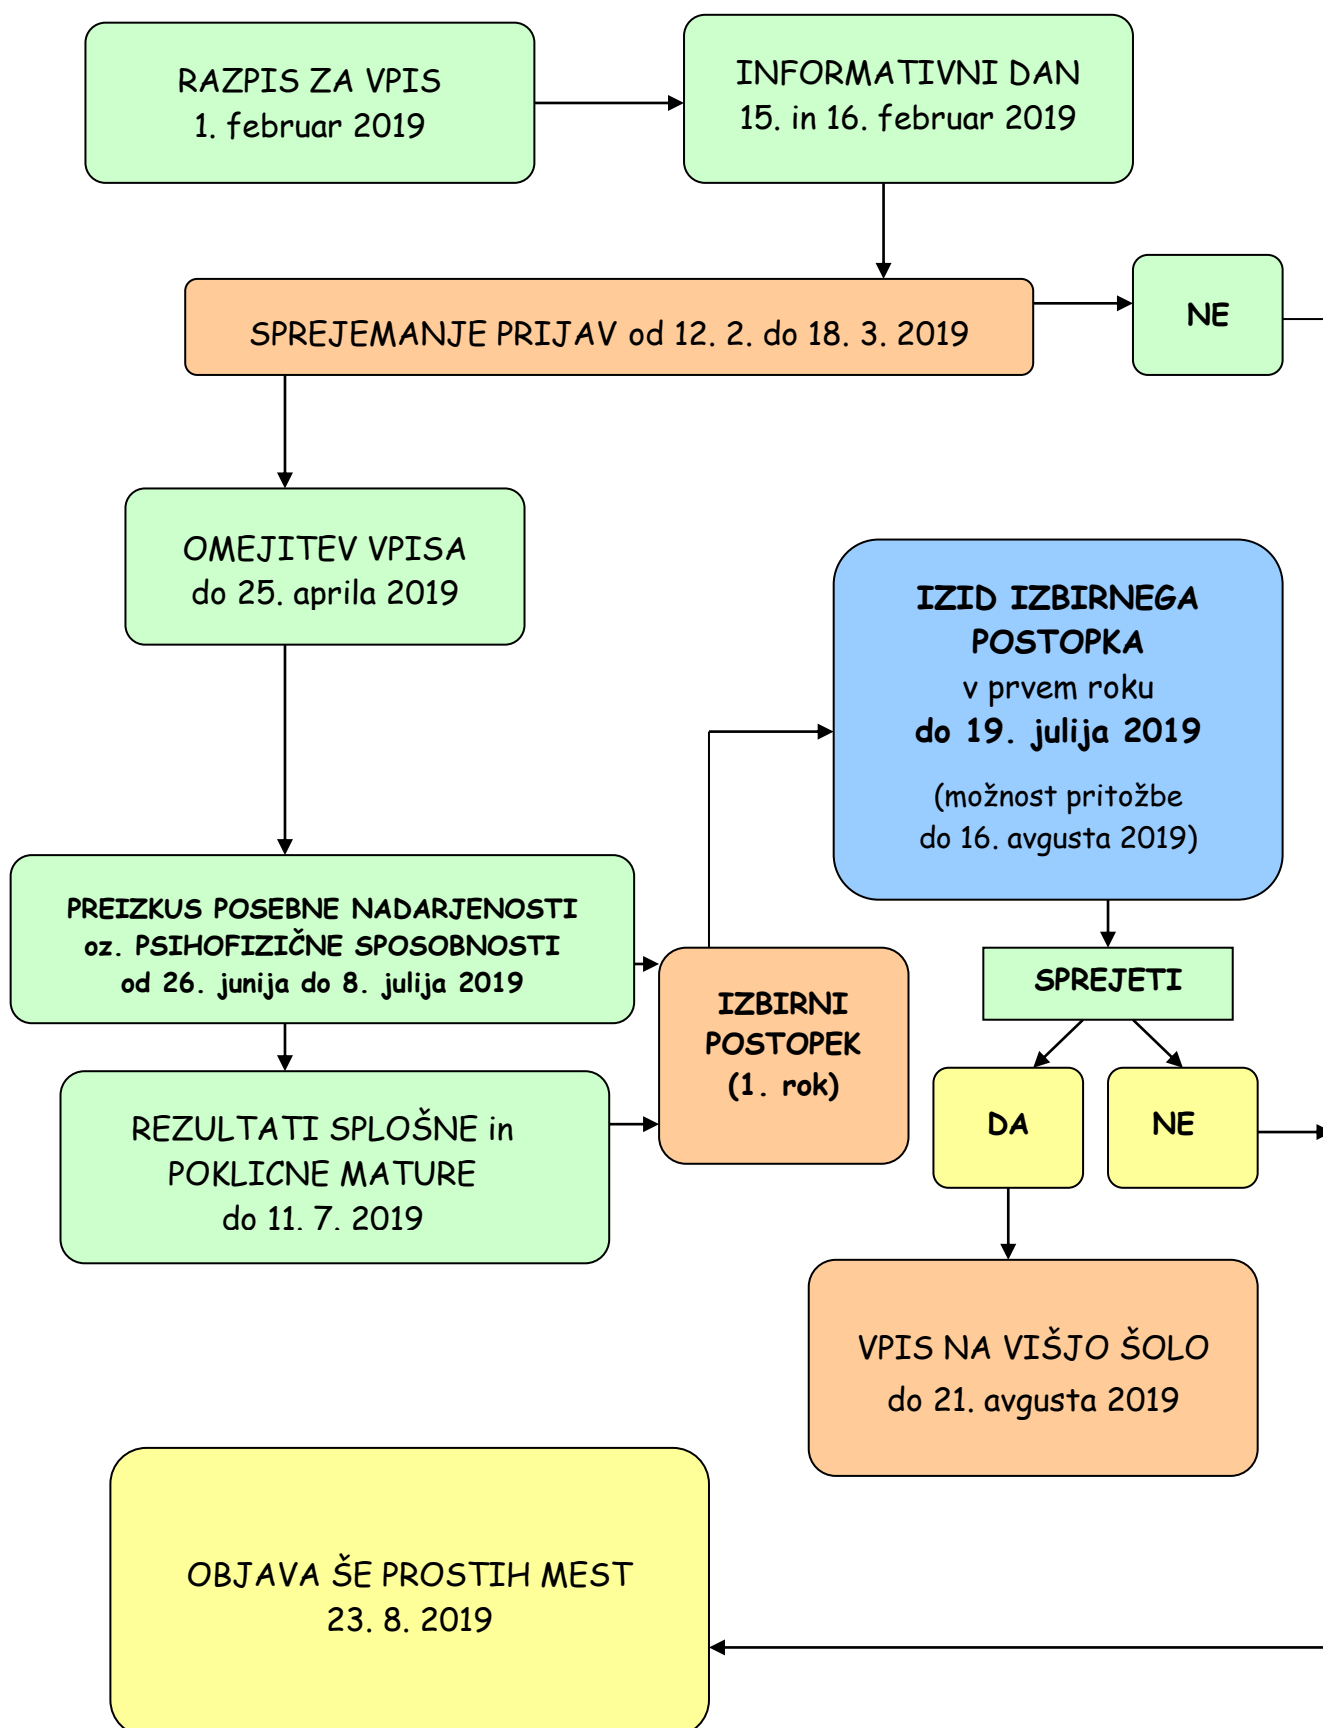 RAZPIS ZA VPIS
1. februar 2019
INFORMATIVNI DAN
15. in 16. februar 2019
SPREJEMANJE PRIJAV od 12. 2. do 18. 3. 2019
NE
OMEJITEV VPISA
do 25. aprila 2019
IZID IZBIRNEGA
POSTOPKA
v prvem roku
do 19. julija 2019
(možnost pritožbe
do 16. avgusta 2019)
PREIZKUS POSEBNE NADARJENOSTI
oz. PSIHOFIZIČNE SPOSOBNOSTI
od 26. junija do 8. julija 2019
IZBIRNI
POSTOPEK
(1. rok)
SPREJETI
DA
NE
REZULTATI SPLOŠNE in
POKLICNE MATURE
do 11. 7. 2019
VPIS NA VIŠJO ŠOLO
do 21. avgusta 2019
OBJAVA ŠE PROSTIH MEST
23. 8. 2019